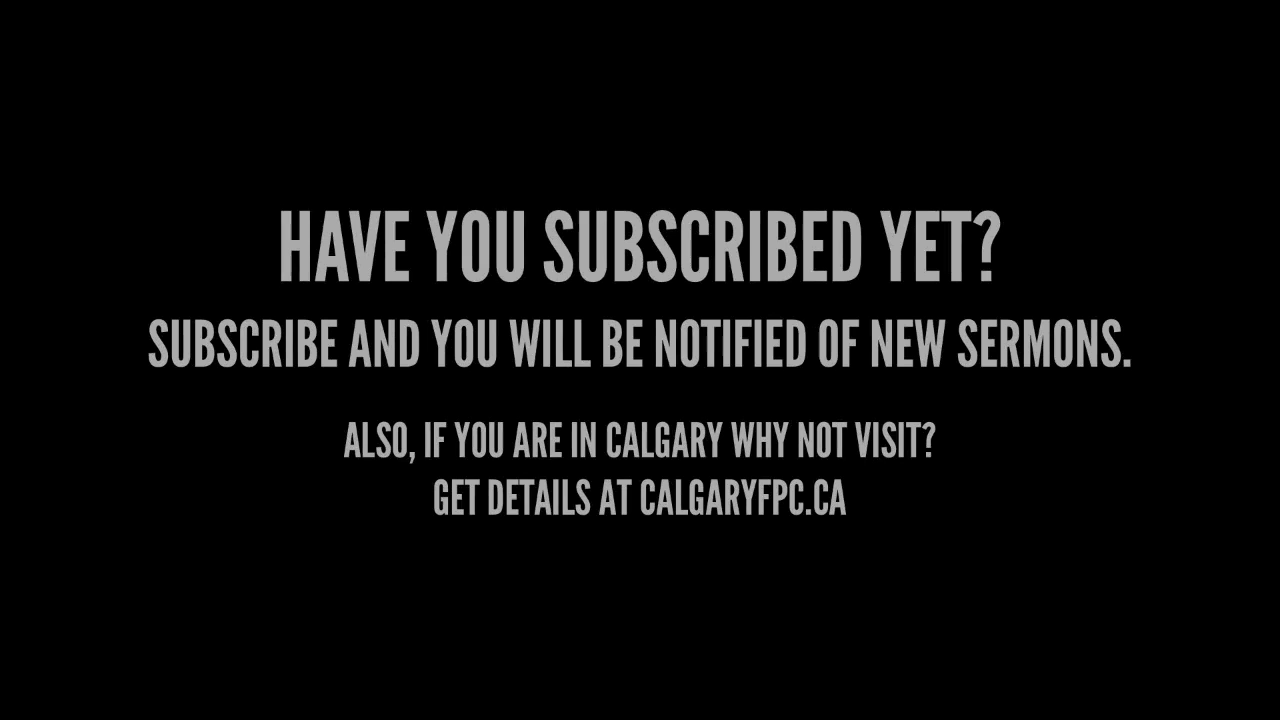 HAVE YOU SUBSCRIBED YET?
SUBSCRIBE AND YOU WILL BE NOTIFIED OF NEW SERMONS.
ALSO, IF YOU ARE IN CALGARY WHY NOT VISIT?
GET DETAILS AT CALGARYFPC.CA